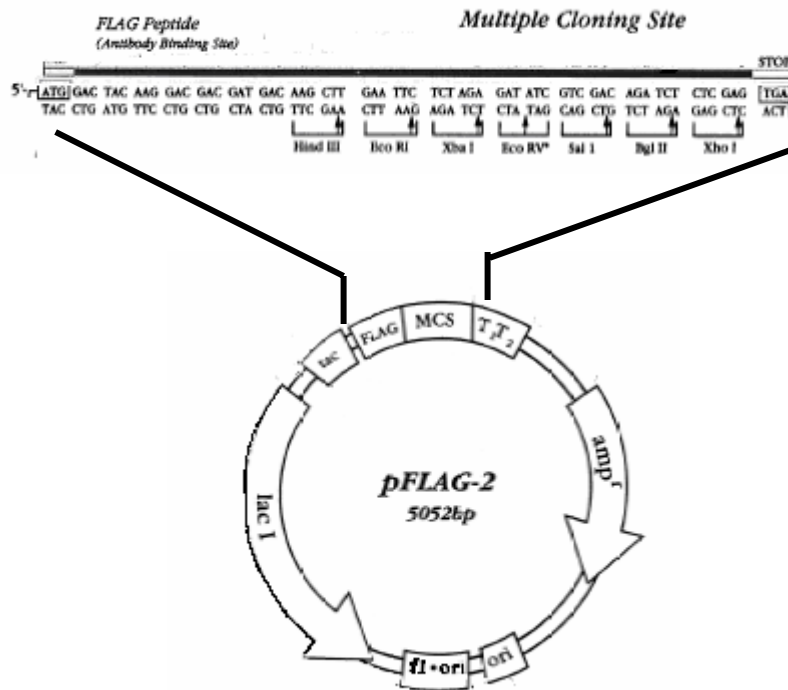 FLAG Peptide
(Antibody Binding Site)
Multiple Cloning Site
STOP
5'- ATG GAC TAC AAG GAC GAC GAT GAC AAG CTT GAA TTC TCT AGA GAT ATC GTC GAC AGA TCT CTC GAG TGA
TAC CTG ATG TTC CTG CTG CTA CTG TTC GAA CTT AAG AGA TCT CTA TAG CAG CTG TCT AGA GAG CTC ACT
Hind III Eco RI Xba I Eco RV* Sal 1 Bgl II Xho I
tac FLAG MCS T1T2
lac I
amp r
pFLAG-2
5052bp
f1-ori ori